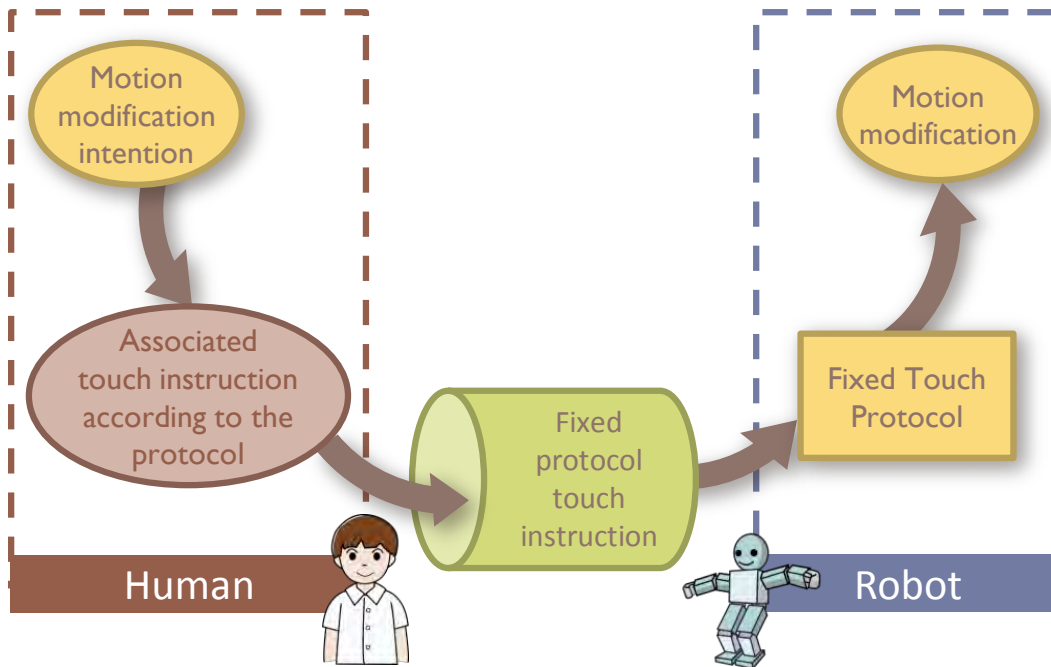 Motion
modification
intention
Associated
touch instruction
according to the
protocol
Fixed
protocol
touch
instruction
Fixed Touch
Protocol
Motion
modification
Human
Robot